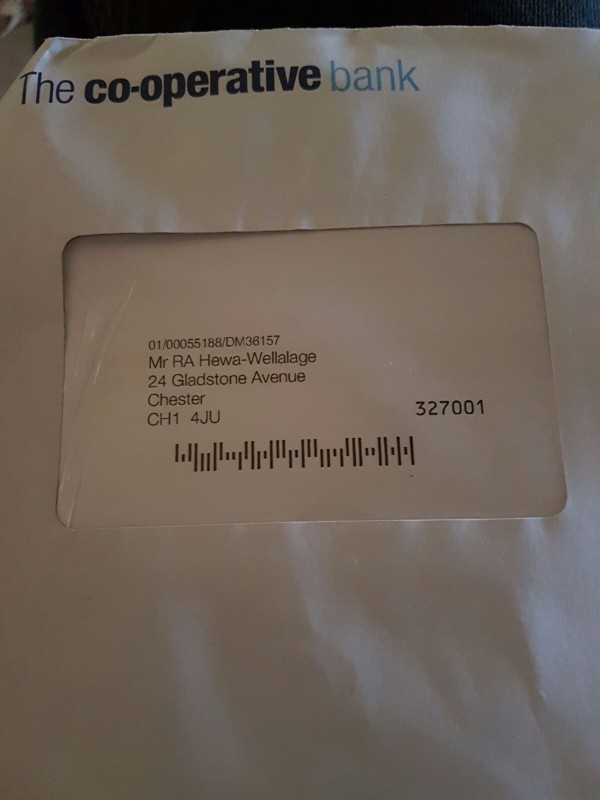 The co-operative bank
01/00055188/DM36157
Mr RA Hewa-Wellalage
24 Gladstone Avenue
Chester
CH1 4JU
327001